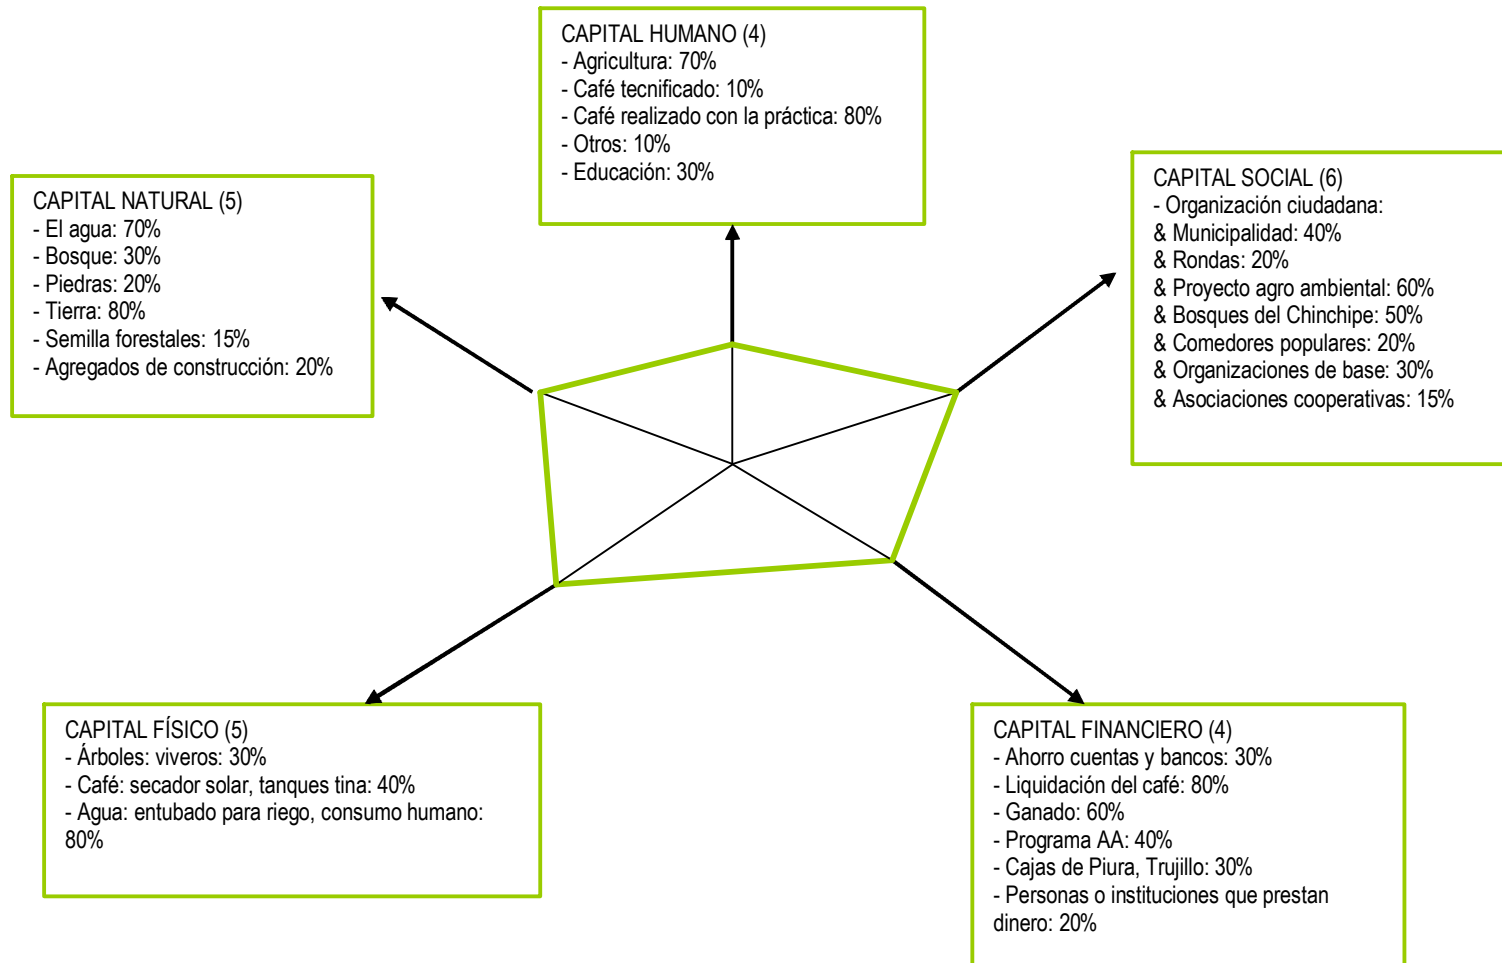 CAPITAL HUMANO (4)
- Agricultura: 70%
- Café tecnificado: 10%
- Café realizado con la práctica: 80%
- Otros: 10%
- Educación: 30%
CAPITAL NATURAL (5)
- El agua: 70%
- Bosque: 30%
- Piedras: 20%
- Tierra: 80%
- Semilla forestales: 15%
- Agregados de construcción: 20%
CAPITAL SOCIAL (6)
- Organización ciudadana:
& Municipalidad: 40%
& Rondas: 20%
& Proyecto agro ambiental: 60%
& Bosques del Chinchipe: 50%
& Comedores populares: 20%
& Organizaciones de base: 30%
& Asociaciones cooperativas: 15%
CAPITAL FÍSICO (5)
- Árboles: viveros: 30%
- Café: secador solar, tanques tina: 40%
- Agua: entubado para riego, consumo humano:
80%
CAPITAL FINANCIERO (4)
- Ahorro cuentas y bancos: 30%
- Liquidación del café: 80%
- Ganado: 60%
- Programa AA: 40%
- Cajas de Piura, Trujillo: 30%
- Personas o instituciones que prestan
dinero: 20%